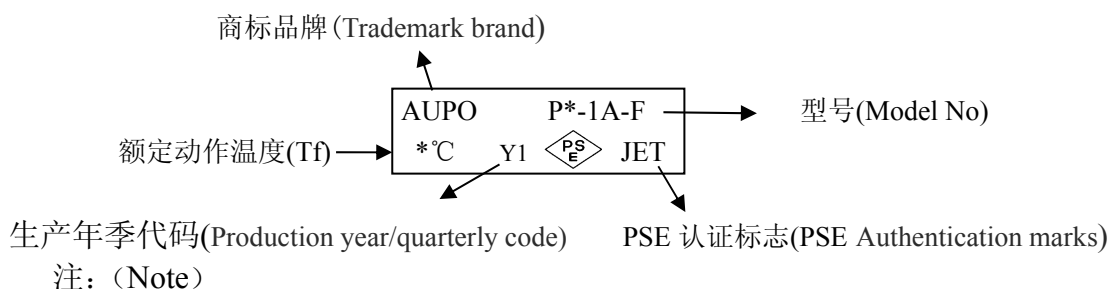 商标品牌(Trademark brand)
AUPO P*-1A-F 型号(Model No)
额定动作温度(Tf) *℃ Y1 PS E JET
生产年季代码(Production year/quarterly code) PSE 认证标志(PSE Authentication marks)
注：（Note）